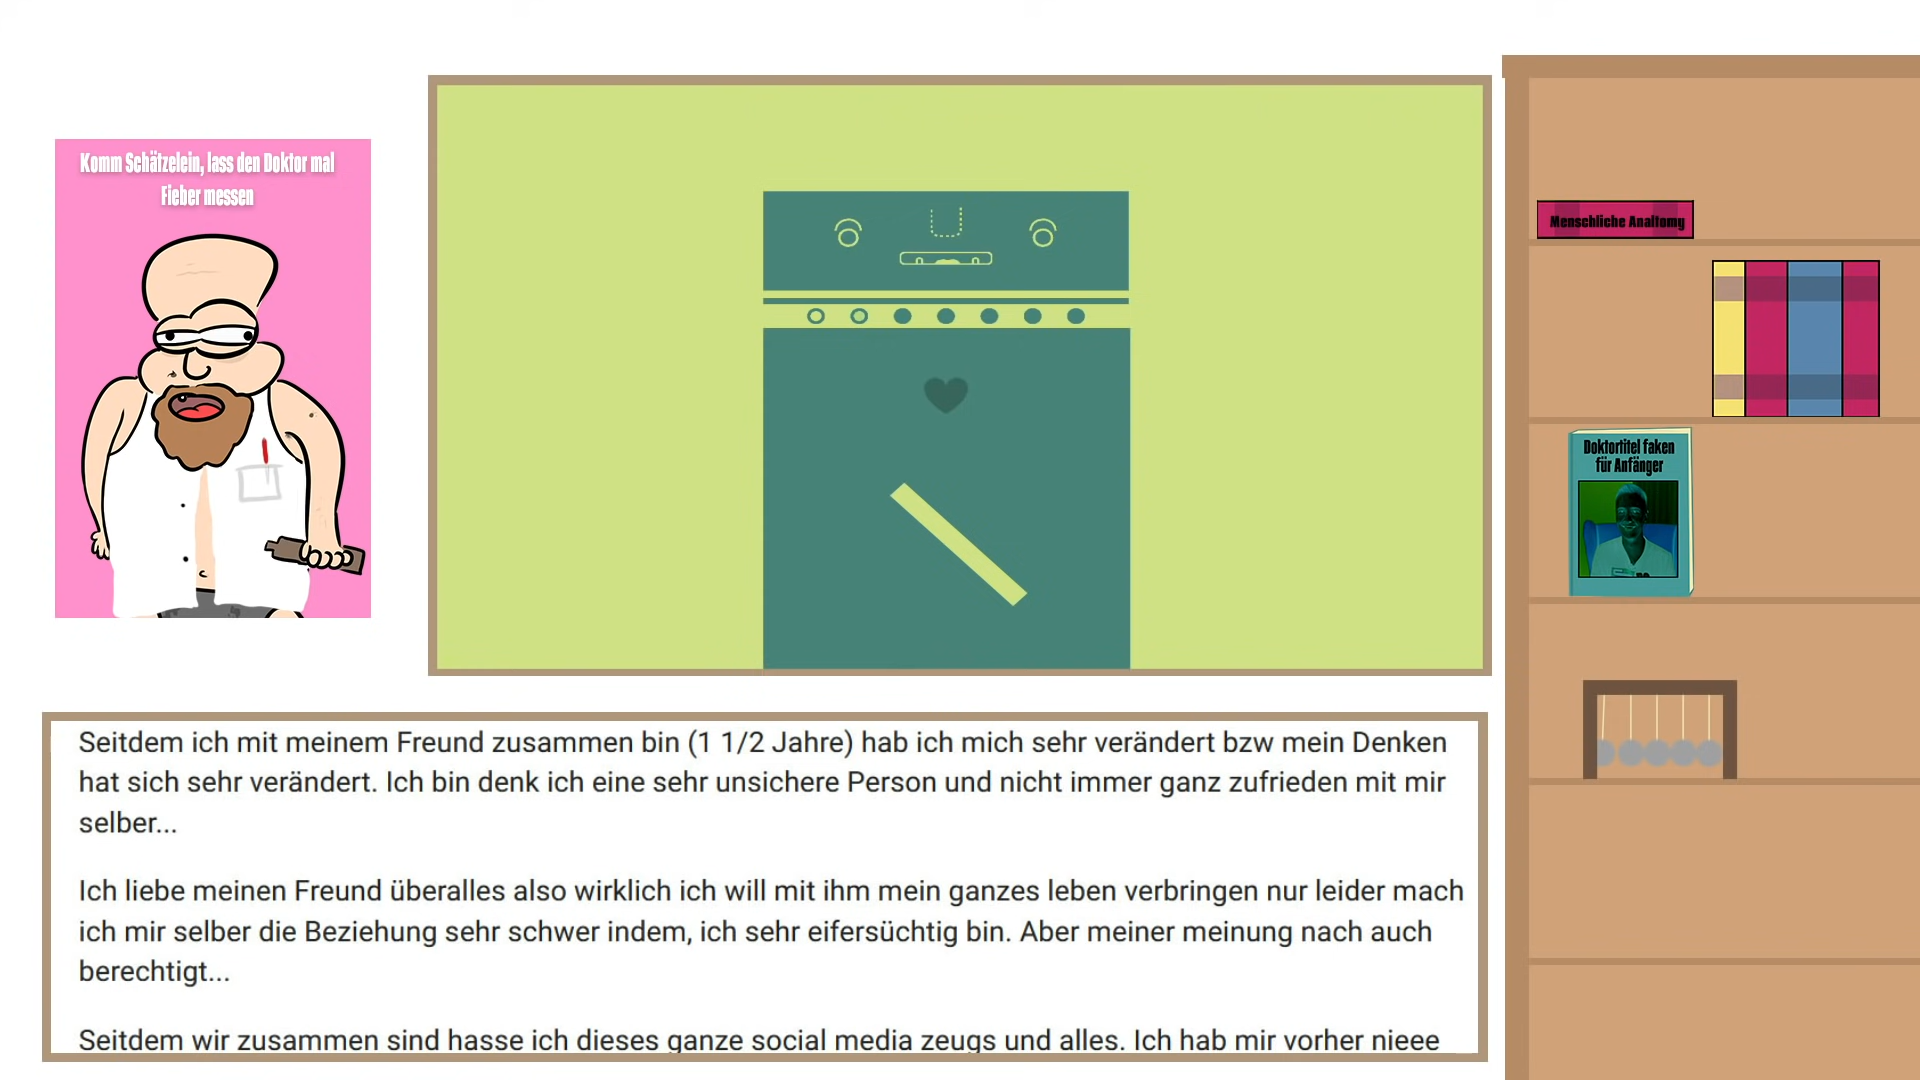 Komm Schätzelein, lass den Doktor mal
Fieber messen
Menschliche Analtomy
Doktortitel faken
für Anfänger
Seitdem ich mit meinem Freund zusammen bin (1 1/2 Jahre) hab ich mich sehr verändert bzw mein Denken
hat sich sehr verändert. Ich bin denk ich eine sehr unsichere Person und nicht immer ganz zufrieden mit mir
selber...
Ich liebe meinen Freund überalles also wirklich ich will mit ihm mein ganzes leben verbringen nur leider mach
ich mir selber die Beziehung sehr schwer indem, ich sehr eifersüchtig bin. Aber meiner meinung nach auch
berechtigt...
Seitdem wir zusammen sind hasse ich dieses ganze social media zeugs und alles. Ich hab mir vorher nieee